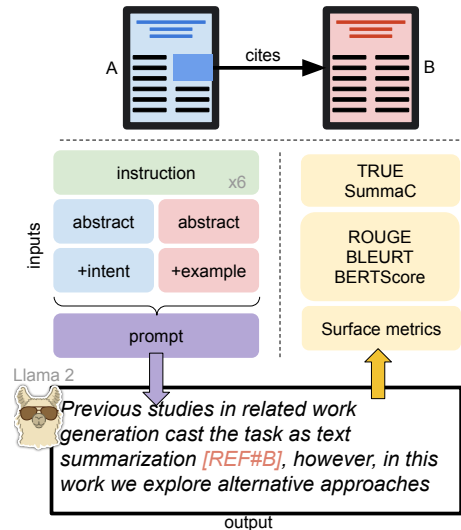 A
cites
B
instruction
x6
abstract
abstract
+intent
+example
inputs
prompt
TRUE
SummaC
ROUGE
BLEURT
BERTScore
Surface metrics
Llama 2
Previous studies in related work
generation cast the task as text
summarization [REF#B], however, in this
work we explore alternative approaches
output